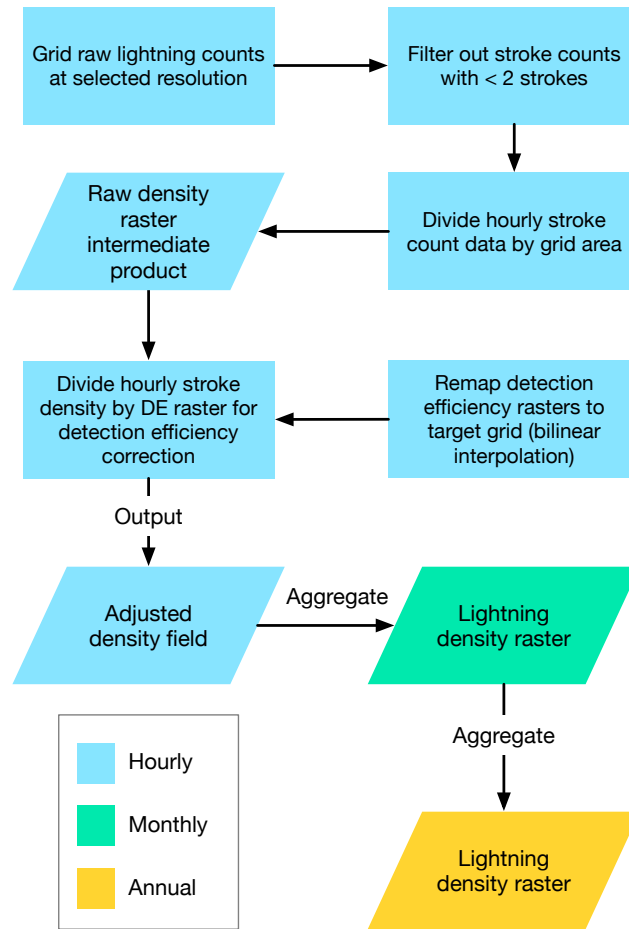 Grid raw lightning counts
at selected resolution
Filter out stroke counts
with < 2 strokes
Raw density
raster
intermediate
product
Divide hourly stroke
count data by grid area
Divide hourly stroke
density by DE raster for
detection efficiency
correction
Remap detection
efficiency rasters to
target grid (bilinear
interpolation)
Output
Adjusted
density field
Aggregate
Lightning
density raster
Aggregate
Hourly
Monthly
Annual
Lightning
density raster